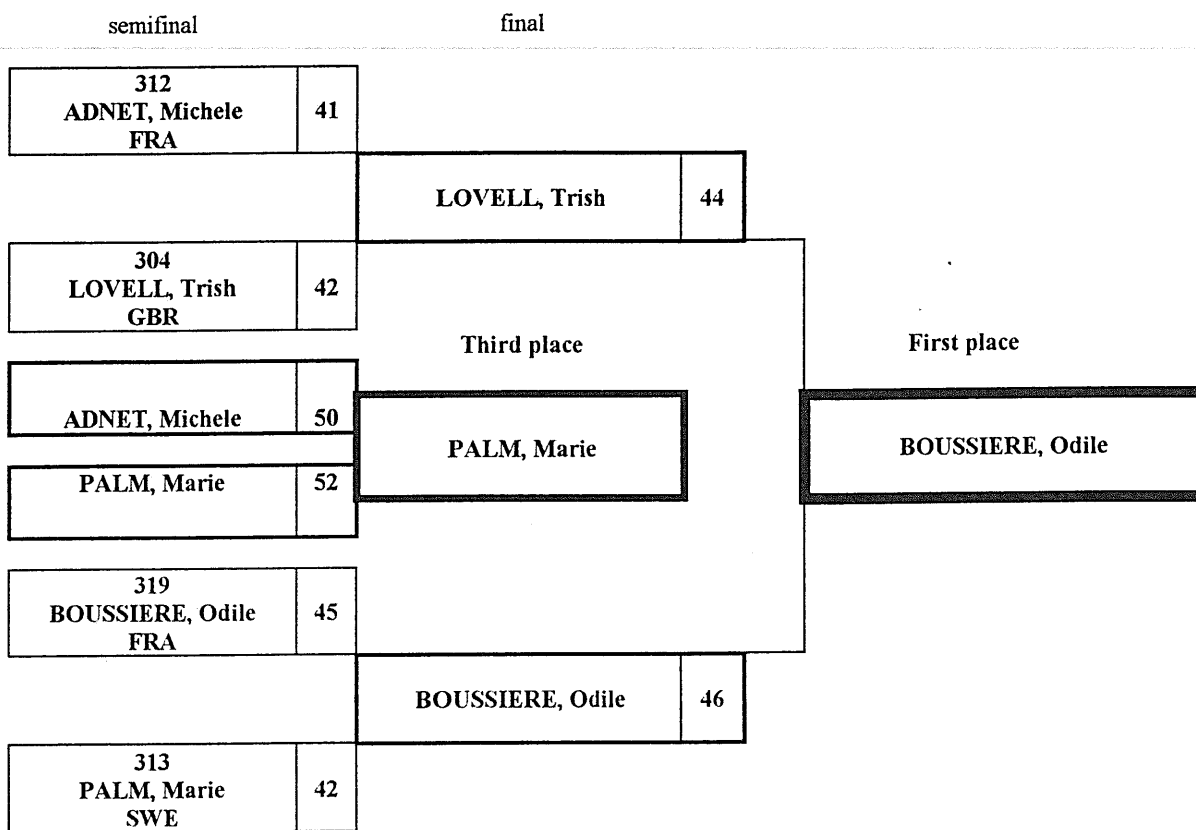 semifinal final
312
ADNET, Michele 41
FRA
LOVELL, Trish 44
304
LOVELL, Trish 42
GBR
Third place First place
ADNET, Michele 50
PALM, Marie BOUSSIERE, Odile
PALM, Marie 52
319
BOUSSIERE, Odile 45
FRA
BOUSSIERE, Odile 46
313
PALM, Marie 42
SWE